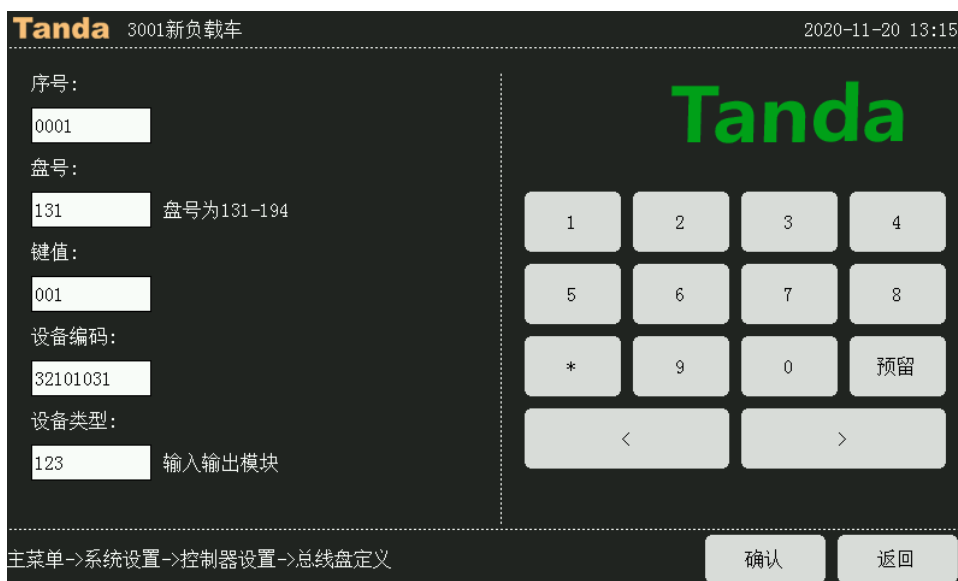 Tanda 3001新负载车 2020-11-20 13:15
序号:
0001
盘号:
131 盘号为131-194
键值:
001
设备编码:
32101031
设备类型:
123 输入输出模块
Tanda
1 2 3 4
5 6 7 8
* 9 0 预留
< >
主菜单->系统设置->控制器设置->总线盘定义 确认 返回